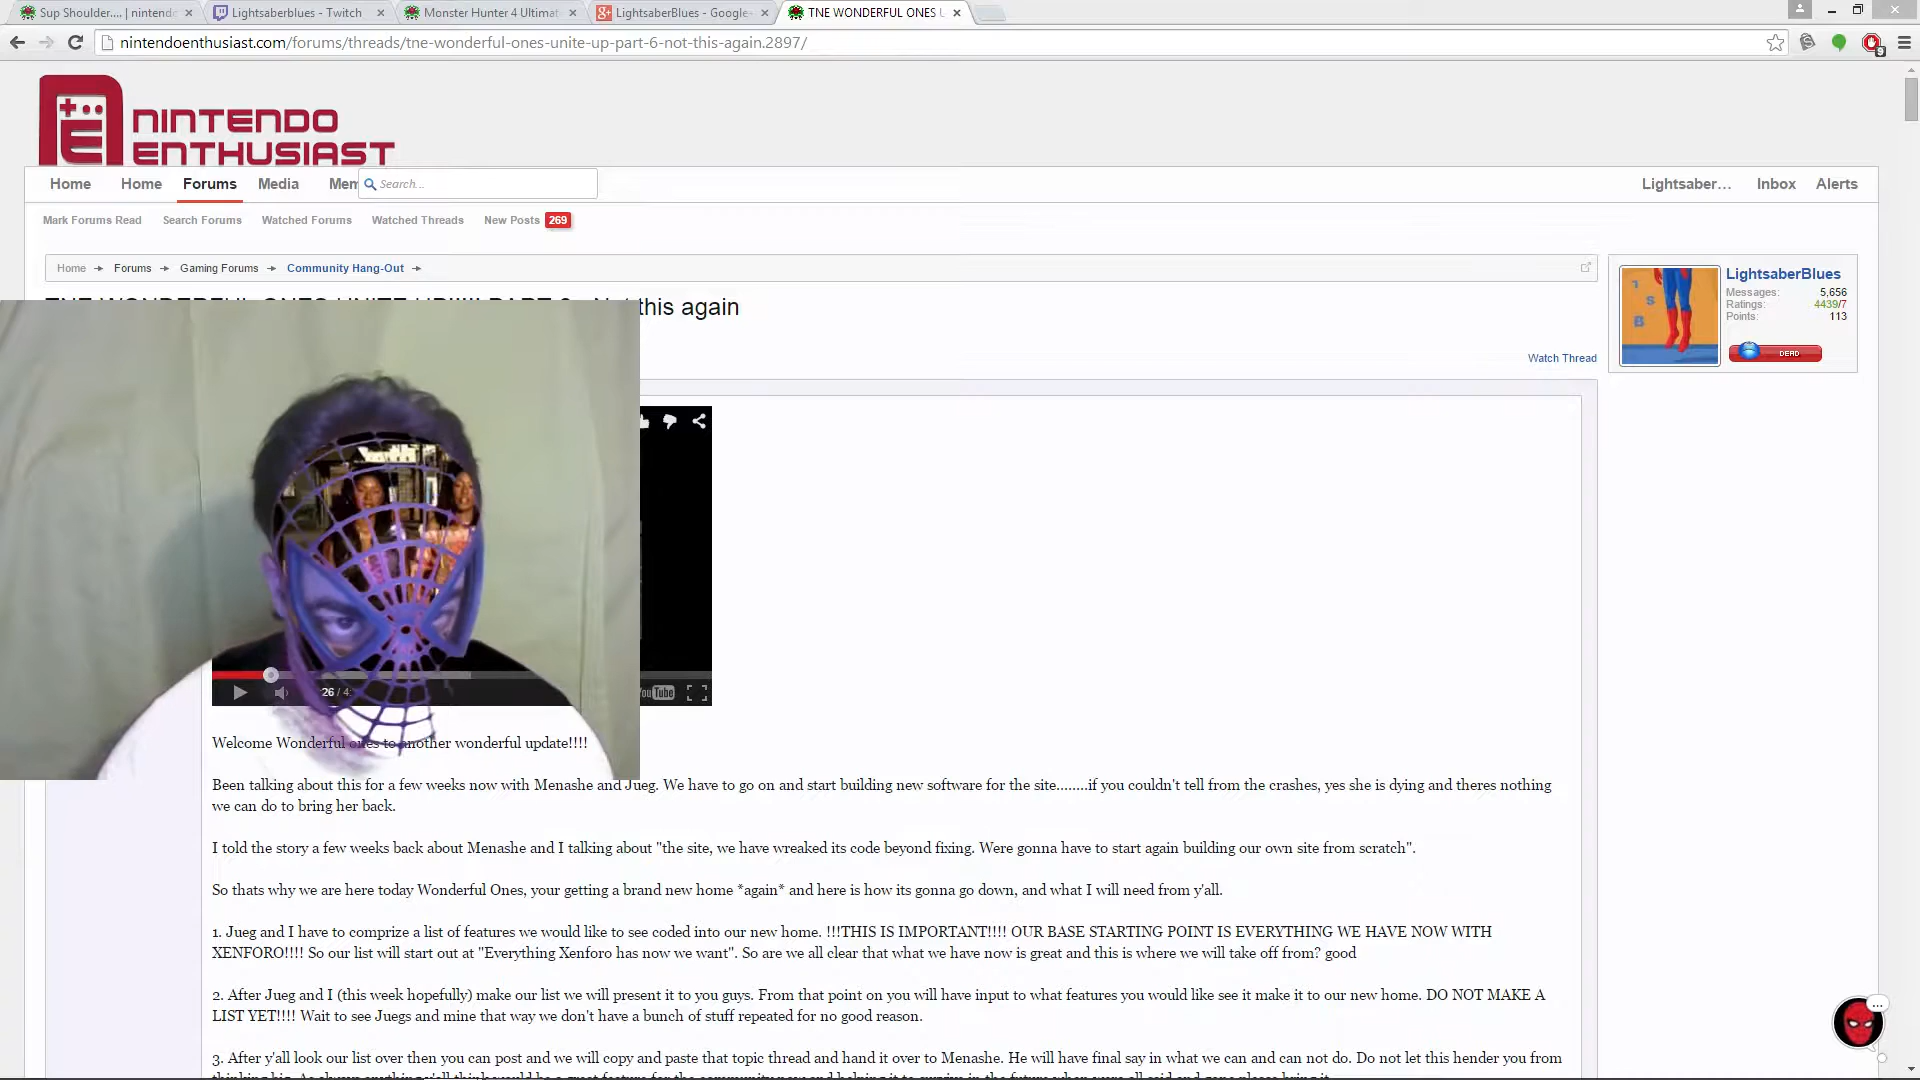 Sup Shoulder.... | nintend
Lightsaberblues - Twitch
Monster Hunter 4 Ultimat
LightsaberBlues - Google+
TNE WONDERFUL ONES U
nintendoenthusiast.com/forums/threads/tne-wonderful-ones-unite-up-part-6-not-this-again.2897/
9
NINTENDO
ENTHUSIAST
Home Home Forums Media Mem Search... Lightsaber... Inbox Alerts
Mark Forums Read Search Forums Watched Forums Watched Threads New Posts 269
Home Forums Gaming Forums Community Hang-Out
LightsaberBlues
Messages: 5,656
Ratings: 4439/7
Points: 113
DEAD
L
S
B
TNE WONDERFUL ONES UNITE UP!!!!! PART 6 - Not this again
Watch Thread
26 / 4:
YouTube
Welcome Wonderful ones to another wonderful update!!!!
Been talking about this for a few weeks now with Menashe and Jueg. We have to go on and start building new software for the site........if you couldn't tell from the crashes, yes she is dying and theres nothing
we can do to bring her back.
I told the story a few weeks back about Menashe and I talking about "the site, we have wreaked its code beyond fixing. Were gonna have to start again building our own site from scratch".
So thats why we are here today Wonderful Ones, your getting a brand new home *again* and here is how its gonna go down, and what I will need from y'all.
1. Jueg and I have to comprize a list of features we would like to see coded into our new home. !!!THIS IS IMPORTANT!!!! OUR BASE STARTING POINT IS EVERYTHING WE HAVE NOW WITH
XENFORO!!!! So our list will start out at "Everything Xenforo has now we want". So are we all clear that what we have now is great and this is where we will take off from? good
2. After Jueg and I (this week hopefully) make our list we will present it to you guys. From that point on you will have input to what features you would like see it make it to our new home. DO NOT MAKE A
LIST YET!!!! Wait to see Juegs and mine that way we don't have a bunch of stuff repeated for no good reason.
3. After y'all look our list over then you can post and we will copy and paste that topic thread and hand it over to Menashe. He will have final say in what we can and can not do. Do not let this hender you from